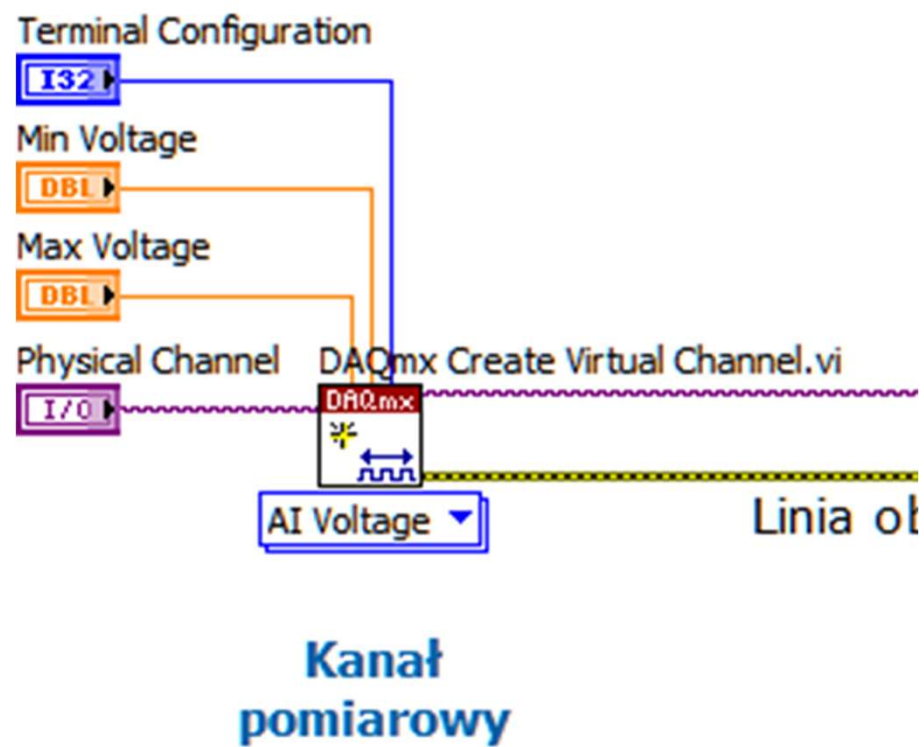 Terminal Configuration
I32
Min Voltage
DBL
Max Voltage
DBL
Physical Channel DAQmx Create Virtual Channel.vi
I/O DAQmx
AI Voltage
Linia
Kanał
pomiarowy